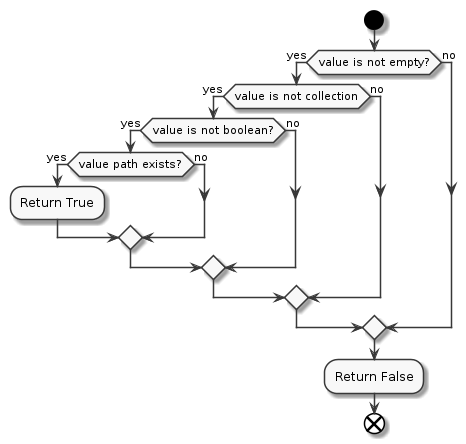 value is not empty?
yes
no
value is not collection
yes
no
value is not boolean?
yes
no
value path exists?
yes
no
Return True
Return False